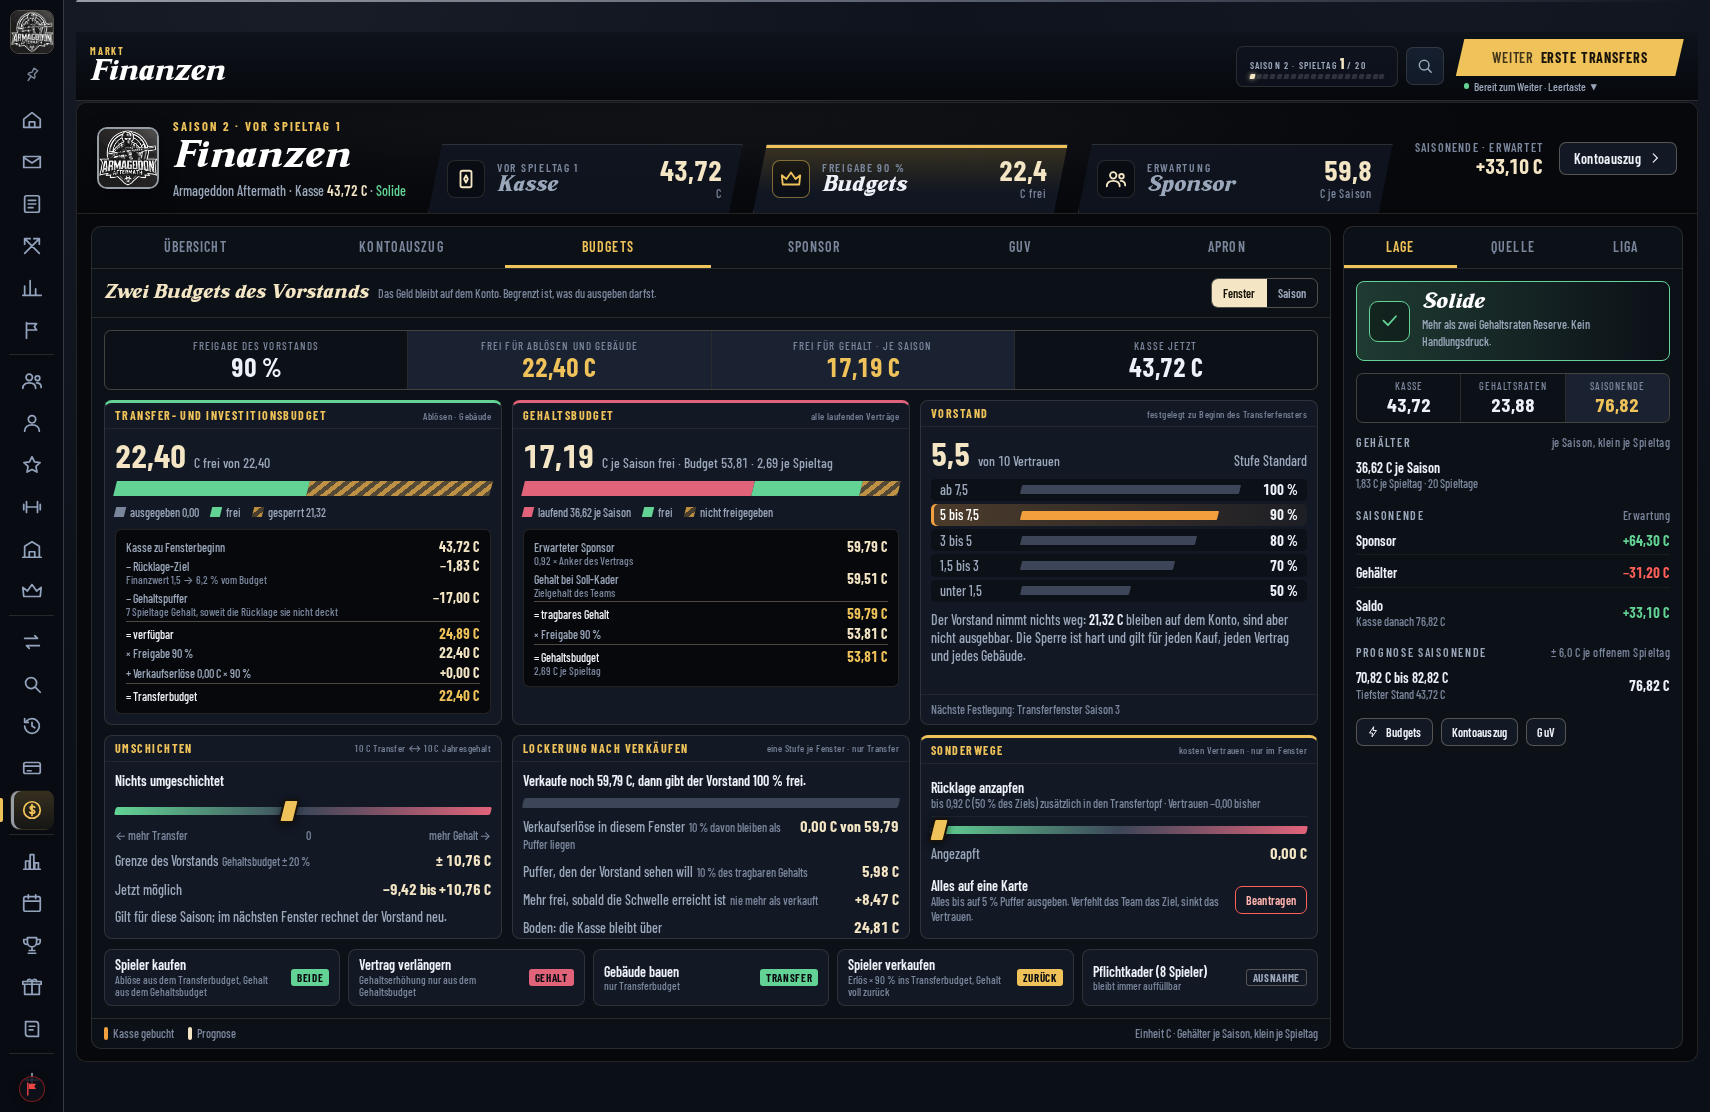 MARKT
Finanzen
SAISON 2 · SPIELTAG 1 / 20
WEITER ERSTE TRANSFERS
Bereit zum Weiter · Leertaste ▼
ARMAGEDDON
SAISON 2 · VOR SPIELTAG 1
Finanzen
Armageddon Aftermath · Kasse 43,72 C · Solide
VOR SPIELTAG 1
Kasse
43,72
C
FREIGABE 90 %
Budgets
22,4
C frei
ERWARTUNG
Sponsor
59,8
C je Saison
SAISONENDE · ERWARTET
+33,10 C
Kontoauszug
ÜBERSICHT
KONTOAUSZUG
BUDGETS
SPONSOR
GUV
APRON
Zwei Budgets des Vorstands Das Geld bleibt auf dem Konto. Begrenzt ist, was du ausgeben darfst.
Fenster Saison
FREIGABE DES VORSTANDS
90 %
FREI FÜR ABLÖSEN UND GEBÄUDE
22,40 C
FREI FÜR GEHALT · JE SAISON
17,19 C
KASSE JETZT
43,72 C
TRANSFER- UND INVESTITIONSBUDGET Ablösen · Gebäude
22,40 C frei von 22,40
ausgegeben 0,00 frei gesperrt 21,32
Kasse zu Fensterbeginn 43,72 C
− Rücklage-Ziel −1,83 C
Finanzwert 1,5 → 6,2 % vom Budget
− Gehaltspuffer −17,00 C
7 Spieltage Gehalt, soweit die Rücklage sie nicht deckt
= verfügbar 24,89 C
× Freigabe 90 % 22,40 C
+ Verkaufserlöse 0,00 C × 90 % +0,00 C
= Transferbudget 22,40 C
GEHALTSBUDGET alle laufenden Verträge
17,19 C je Saison frei · Budget 53,81 · 2,69 je Spieltag
laufend 36,62 je Saison frei nicht freigegeben
Erwarteter Sponsor 59,79 C
0,92 × Anker des Vertrags
Gehalt bei Soll-Kader 59,51 C
Zielgehalt des Teams
= tragbares Gehalt 59,79 C
× Freigabe 90 % 53,81 C
= Gehaltsbudget 53,81 C
2,69 C je Spieltag
VORSTAND festgelegt zu Beginn des Transferfensters
5,5 von 10 Vertrauen Stufe Standard
ab 7,5 100 %
5 bis 7,5 90 %
3 bis 5 80 %
1,5 bis 3 70 %
unter 1,5 50 %
Der Vorstand nimmt nichts weg: 21,32 C bleiben auf dem Konto, sind aber
nicht ausgebbar. Die Sperre ist hart und gilt für jeden Kauf, jeden Vertrag
und jedes Gebäude.
Nächste Festlegung: Transferfenster Saison 3
UMSCHICHTEN 10 C Transfer ↔ 10 C Jahresgehalt
Nichts umgeschichtet
← mehr Transfer 0 mehr Gehalt →
Grenze des Vorstands Gehaltsbudget ± 20 % ± 10,76 C
Jetzt möglich −9,42 bis +10,76 C
Gilt für diese Saison; im nächsten Fenster rechnet der Vorstand neu.
LOCKERUNG NACH VERKÄUFEN eine Stufe je Fenster · nur Transfer
Verkaufe noch 59,79 C, dann gibt der Vorstand 100 % frei.
Verkaufserlöse in diesem Fenster 10 % davon bleiben als 0,00 C von 59,79
Puffer liegen
Puffer, den der Vorstand sehen will 10 % des tragbaren Gehalts 5,98 C
Mehr frei, sobald die Schwelle erreicht ist nie mehr als verkauft +8,47 C
Boden: die Kasse bleibt über 24,81 C
SONDERWEGE kosten Vertrauen · nur im Fenster
Rücklage anzapfen
bis 0,92 C (50 % des Ziels) zusätzlich in den Transfertopf · Vertrauen −0,00 bisher
Angezapft 0,00 C
Alles auf eine Karte
Alles bis auf 5 % Puffer ausgeben. Verfehlt das Team das Ziel, sinkt das
Vertrauen.
Beantragen
Spieler kaufen
Ablöse aus dem Transferbudget, Gehalt
aus dem Gehaltsbudget
BEIDE
Vertrag verlängern
Gehaltserhöhung nur aus dem
Gehaltsbudget
GEHALT
Gebäude bauen
nur Transferbudget
TRANSFER
Spieler verkaufen
Erlös × 90 % ins Transferbudget, Gehalt
voll zurück
ZURÜCK
Pflichtkader (8 Spieler)
bleibt immer auffüllbar
AUSNAHME
Kasse gebucht Prognose
Einheit C · Gehälter je Saison, klein je Spieltag
LAGE
QUELLE
LIGA
Solide
Mehr als zwei Gehaltsraten Reserve. Kein
Handlungsdruck.
KASSE
43,72
GEHALTSRATEN
23,88
SAISONENDE
76,82
GEHÄLTER je Saison, klein je Spieltag
36,62 C je Saison
1,83 C je Spieltag · 20 Spieltage
SAISONENDE Erwartung
Sponsor +64,30 C
Gehälter −31,20 C
Saldo +33,10 C
Kasse danach 76,82 C
PROGNOSE SAISONENDE ± 6,0 C je offenem Spieltag
70,82 C bis 82,82 C 76,82 C
Tiefster Stand 43,72 C
Budgets
Kontoauszug
GuV